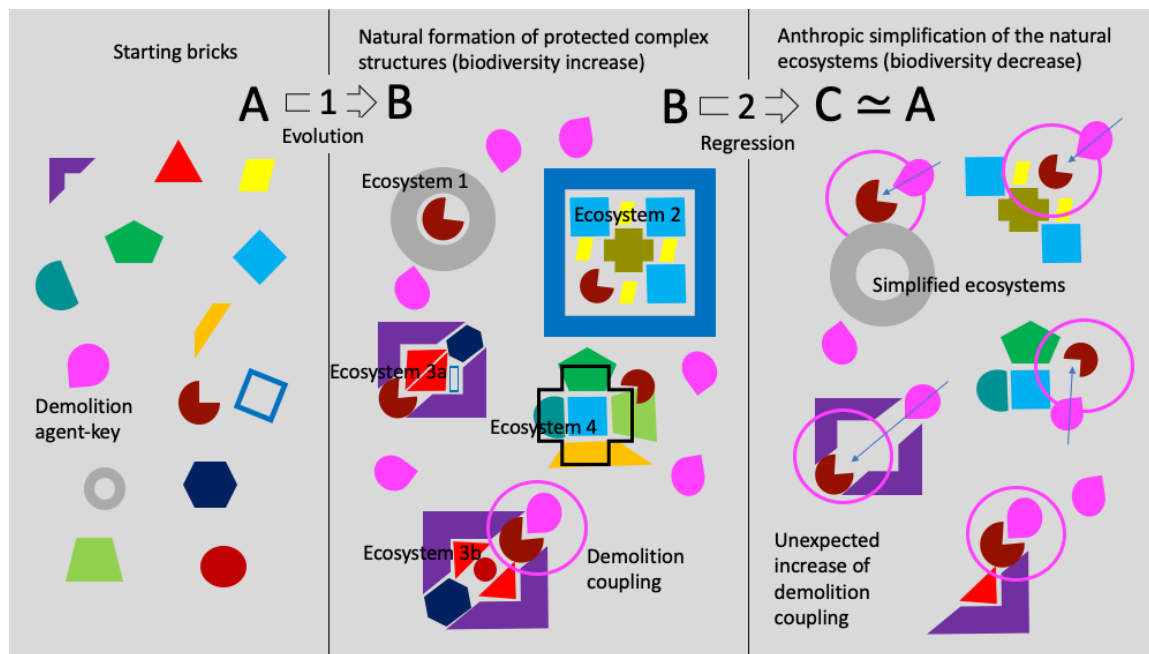 Starting bricks
Natural formation of protected complex
structures (biodiversity increase)
Anthropic simplification of the natural
ecosystems (biodiversity decrease)
A 1 B
Evolution
B 2 C ≃ A
Regression
Demolition
agent-key
Ecosystem 1
Ecosystem 2
Ecosystem 3a
Ecosystem 4
Ecosystem 3b
Demolition
coupling
Simplified ecosystems
Unexpected
increase of
demolition
coupling